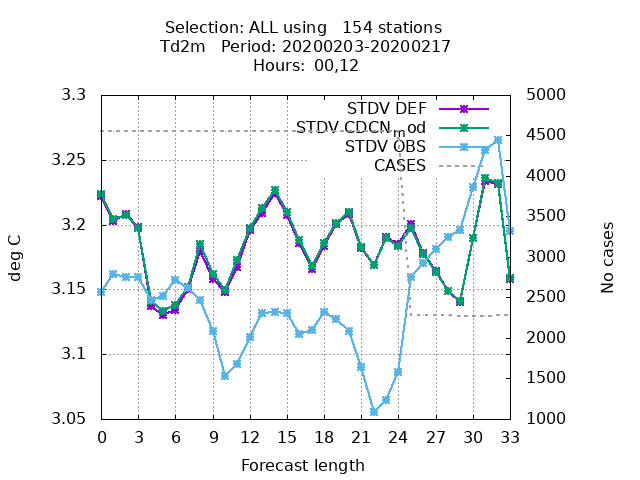 Selection: ALL using   154 stations
Td2m   Period: 20200203-20200217
Hours:  00,12
3.3
3.25
3.2
3.15
3.1
3.05
deg C
STDV DEF
STDV CDCN_mod
STDV OBS
CASES
5000
4500
4000
3500
3000
2500
2000
1500
1000
No cases
0 3 6 9 12 15 18 21 24 27 30 33
Forecast length